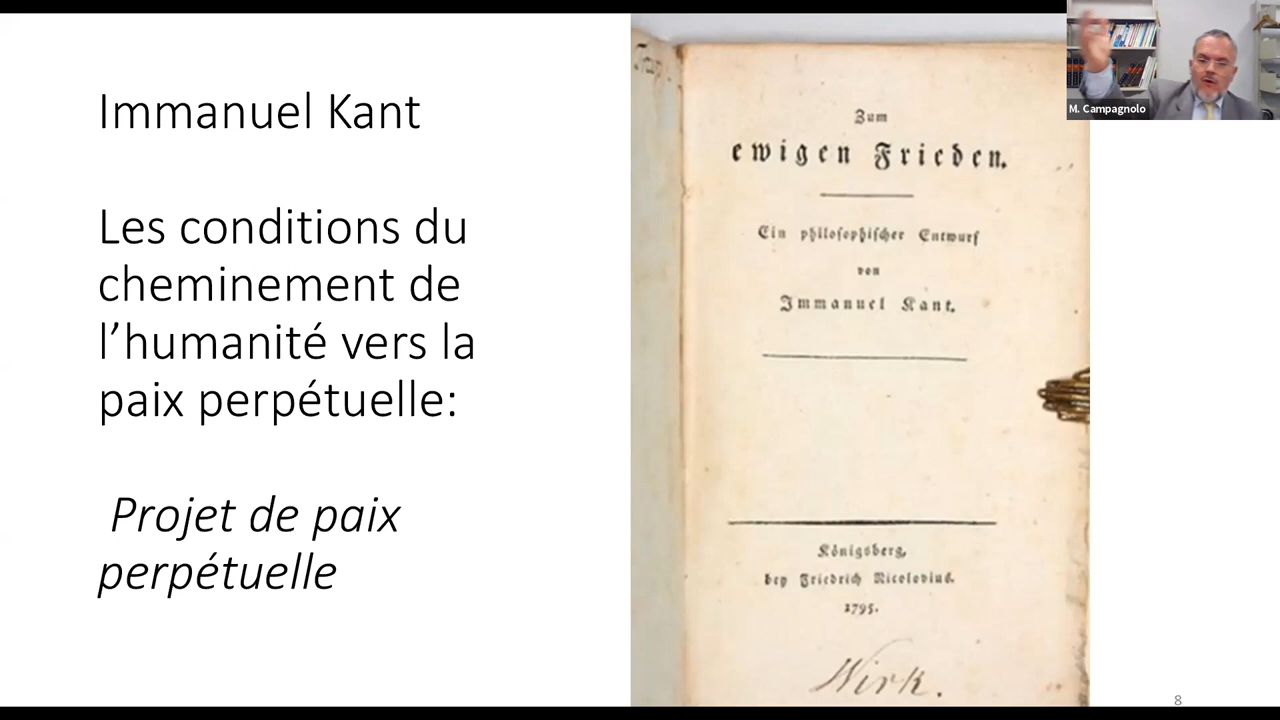 Immanuel Kant
Les conditions du
cheminement de
l’humanité vers la
paix perpétuelle:
Projet de paix
perpétuelle
Zum
ewigen Frieden.
Ein philosophischer Entwurf
von
Immanuel Kant.
Königsberg,
bey Friedrich Nicolovius.
1795.
Wirk.
M. Campagnolo
8